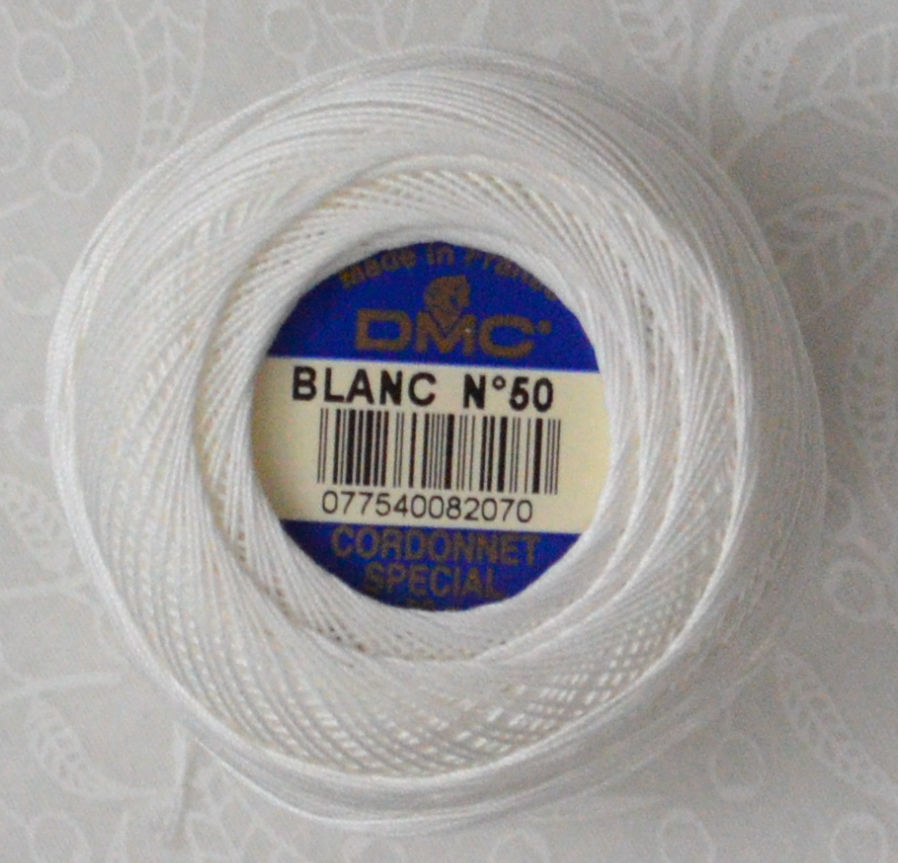 Made in France
DMC
BLANC N°50
077540082070
CORDONNET
SPECIAL